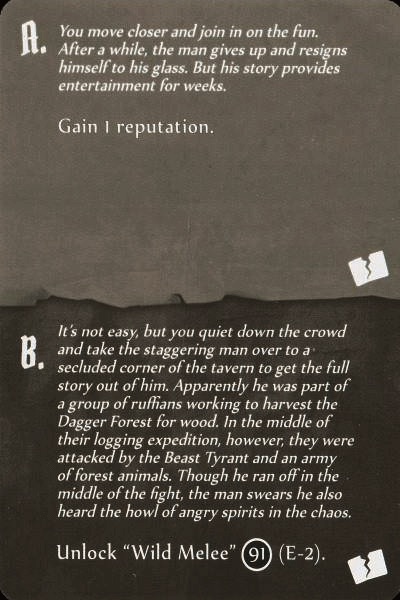 A.
You move closer and join in on the fun.
After a while, the man gives up and resigns
himself to his glass. But his story provides
entertainment for weeks.
Gain 1 reputation.
B.
It's not easy, but you quiet down the crowd
and take the staggering man over to a
secluded corner of the tavern to get the full
story out of him. Apparently he was part of
a group of ruffians working to harvest the
Dagger Forest for wood. In the middle of
their logging expedition, however, they were
attacked by the Beast Tyrant and an army
of forest animals. Though he ran off in the
middle of the fight, the man swears he also
heard the howl of angry spirits in the chaos.
Unlock “Wild Melee” 91 (E-2).